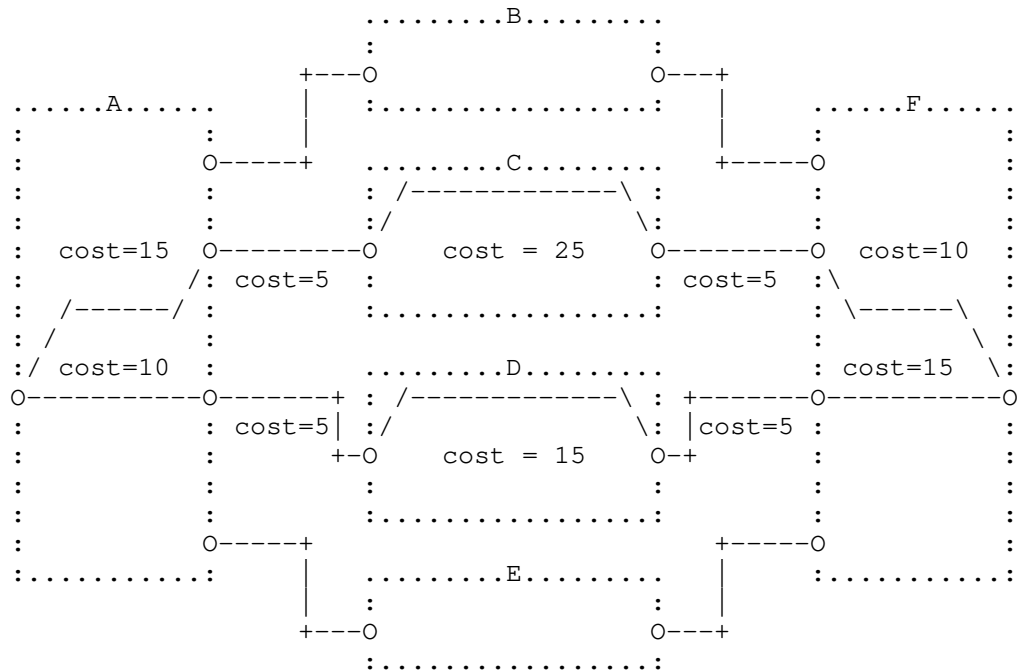 B
A F
C
cost=15 cost = 25 cost=10
cost=5 cost=5
cost=10 D cost=15
cost=5 cost=5
cost = 15
E